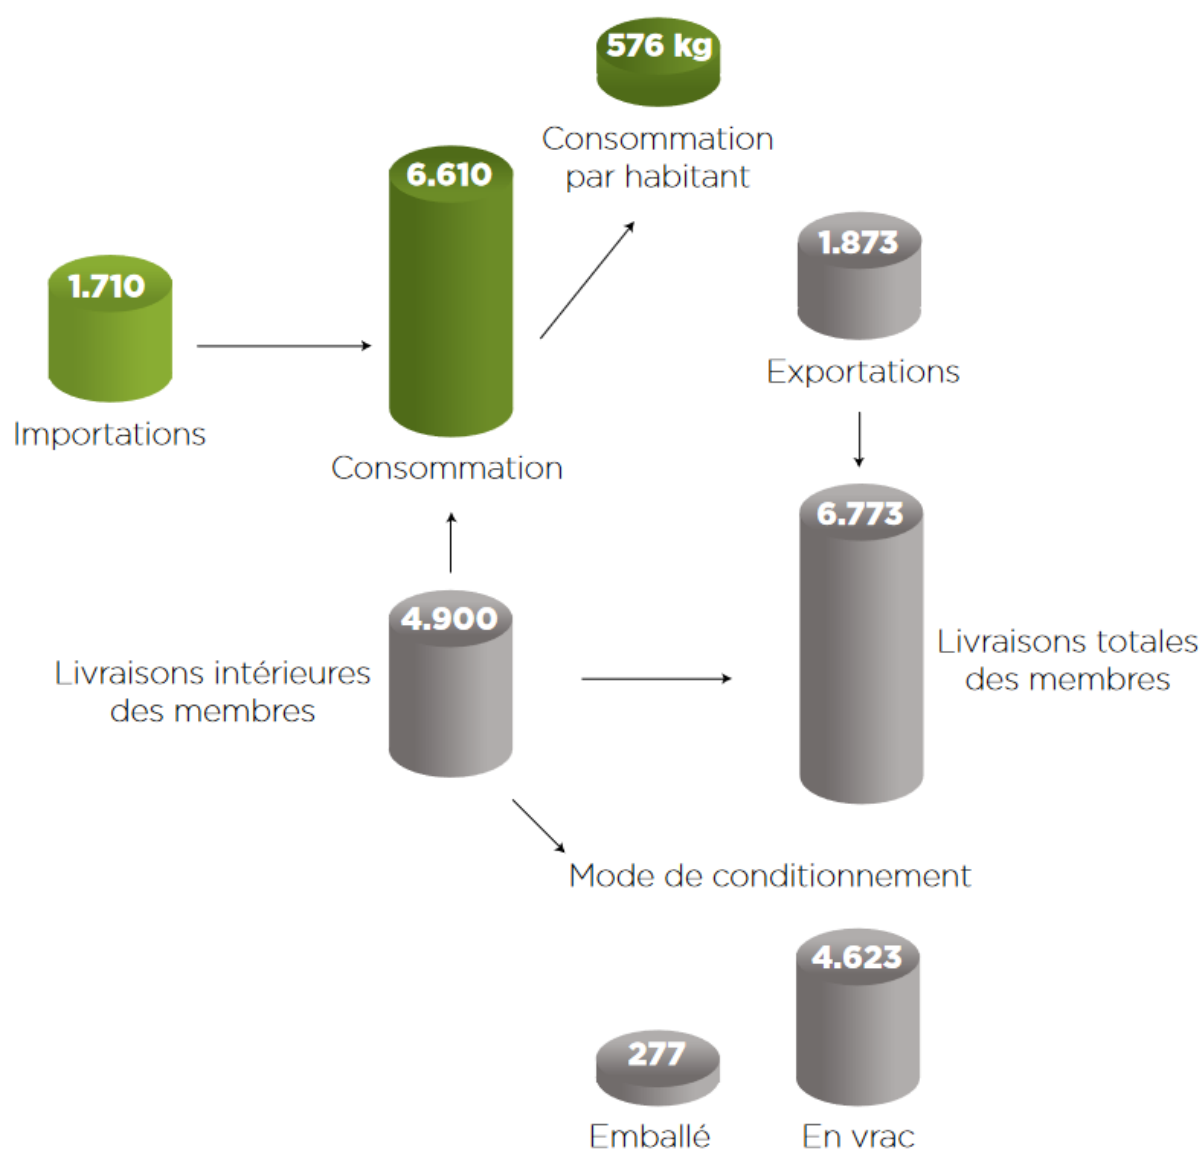 576 kg
Consommation
par habitant
6.610
1.873
1.710
Exportations
Importations
Consommation
6.773
4.900
Livraisons totales
des membres
Livraisons intérieures
des membres
Mode de conditionnement
4.623
277
Emballé
En vrac